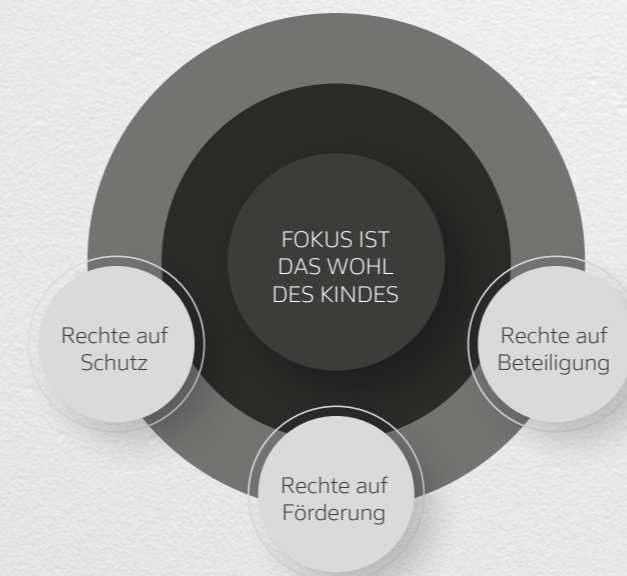 FOKUS IST
DAS WOHL
DES KINDES
Rechte auf
Schutz
Rechte auf
Beteiligung
Rechte auf
Förderung